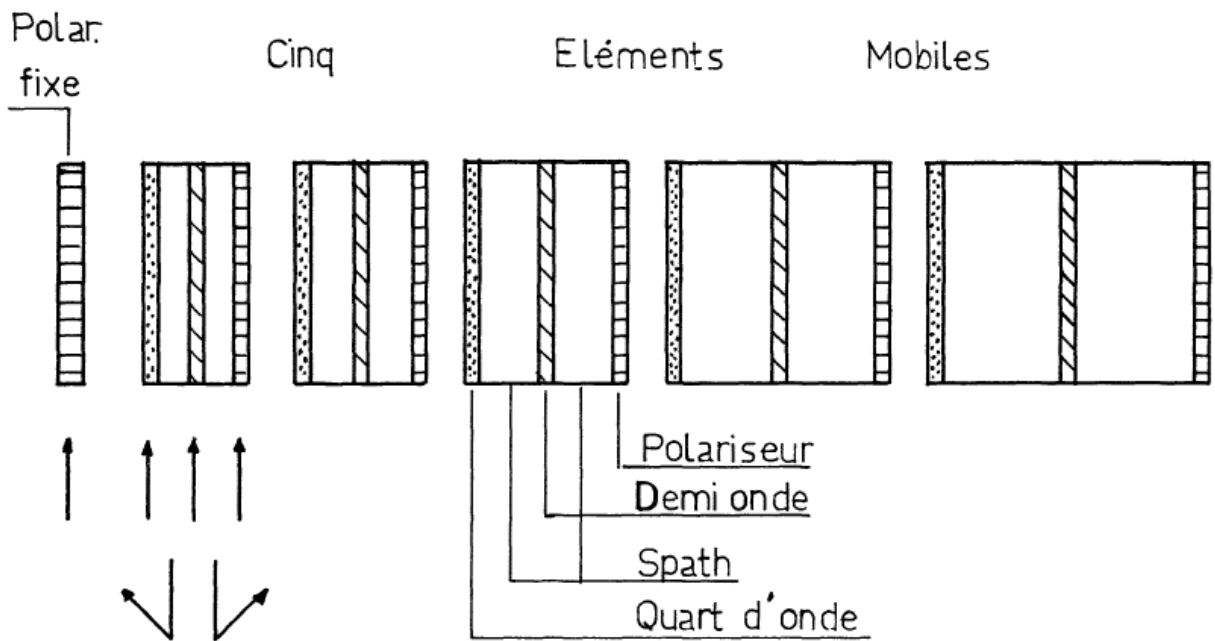 Polar.
fixe
Cinq Eléments Mobiles
Polariseur
Demi onde
Spath
Quart d'onde